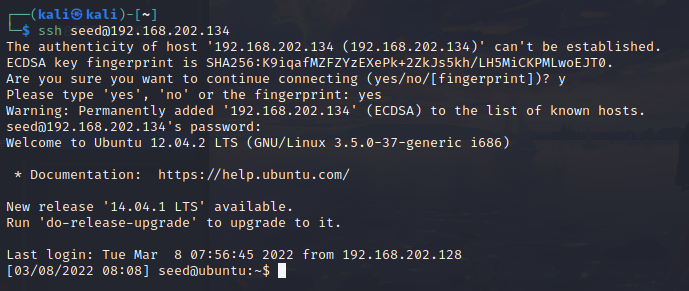 ┌──(kali㉿kali)-[~]
└─$ ssh seed@192.168.202.134
The authenticity of host '192.168.202.134 (192.168.202.134)' can't be established.
ECDSA key fingerprint is SHA256:K9iqafMZFZYzEXePk+2ZkJs5kh/LH5MiCKPMLwoEJT0.
Are you sure you want to continue connecting (yes/no/[fingerprint])? y
Please type 'yes', 'no' or the fingerprint: yes
Warning: Permanently added '192.168.202.134' (ECDSA) to the list of known hosts.
seed@192.168.202.134's password:
Welcome to Ubuntu 12.04.2 LTS (GNU/Linux 3.5.0-37-generic i686)
* Documentation:  https://help.ubuntu.com/
New release '14.04.1 LTS' available.
Run 'do-release-upgrade' to upgrade to it.
Last login: Tue Mar  8 07:56:45 2022 from 192.168.202.128
[03/08/2022 08:08] seed@ubuntu:~$